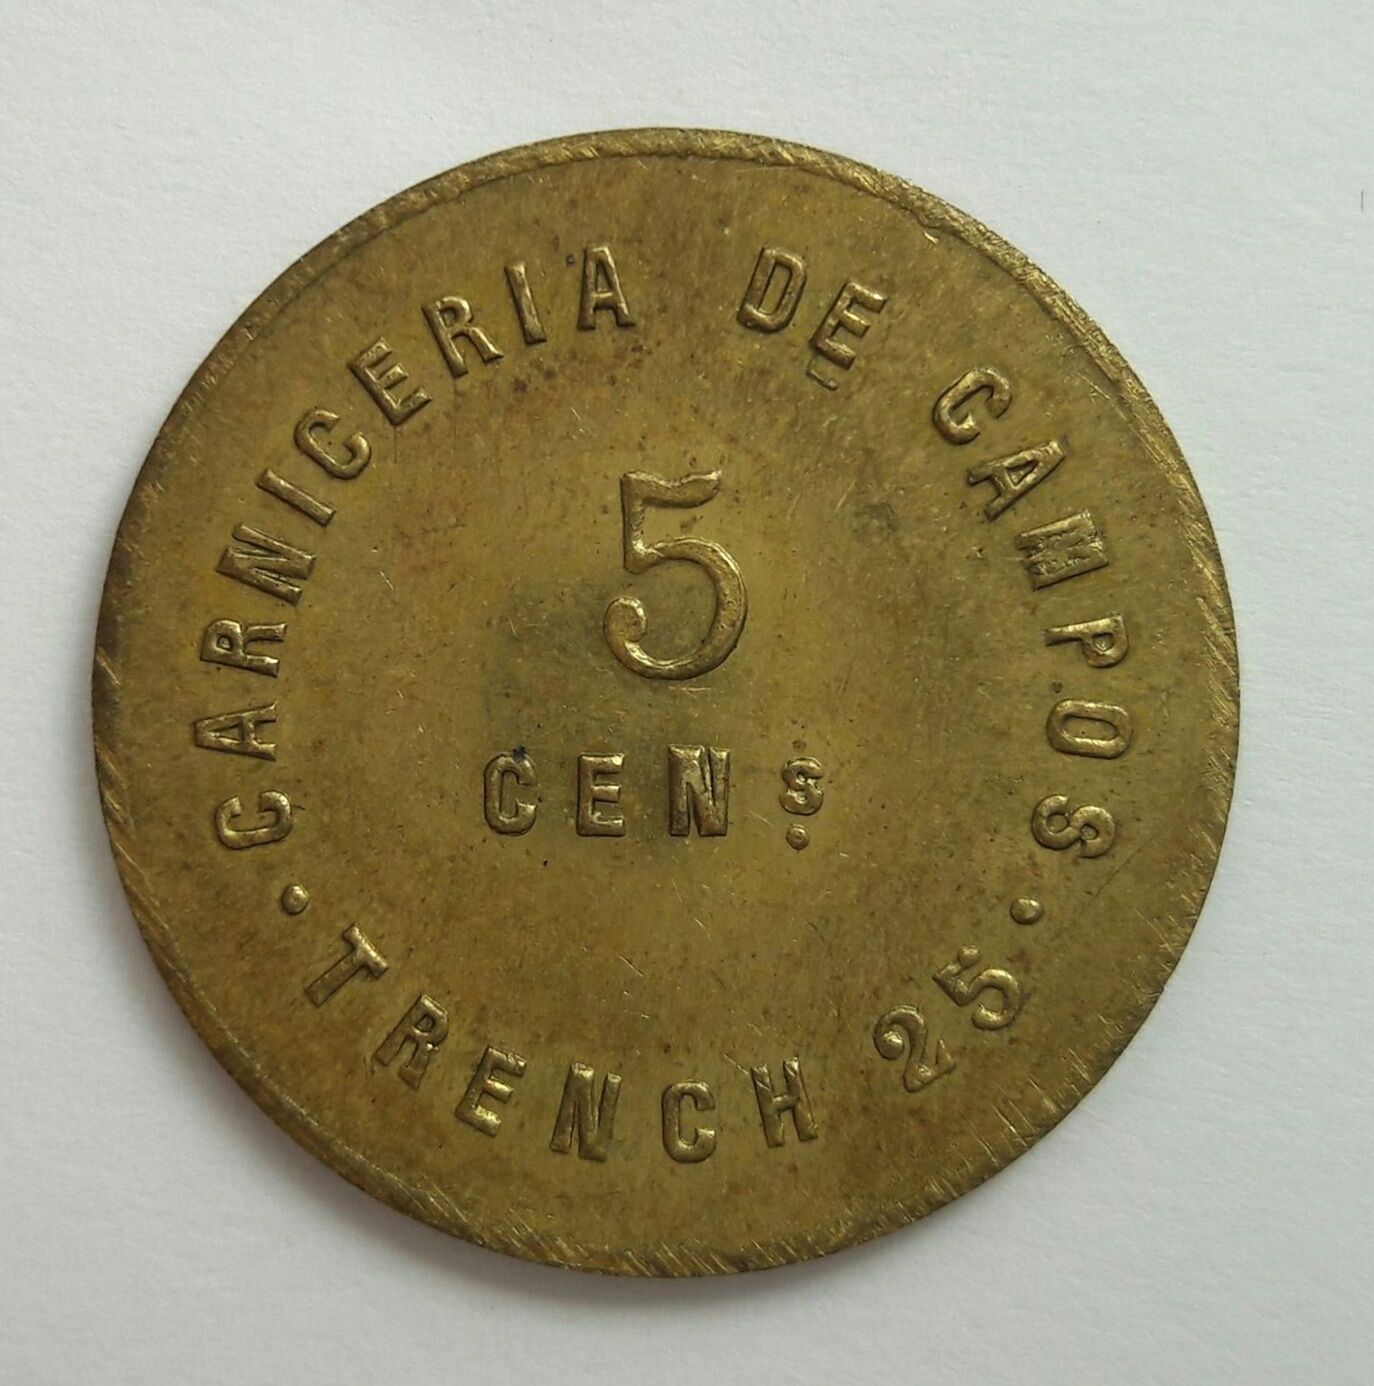 CARNICERIA DE CAMPOS
5
CENs.
· TRENCH 25 ·